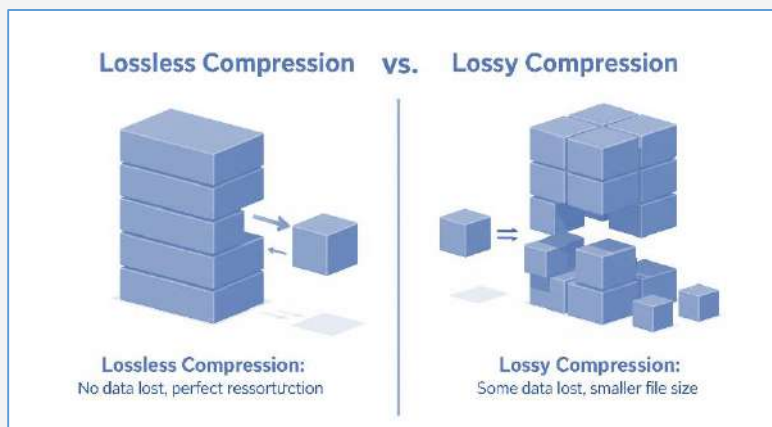 Lossless Compression vs. Lossy Compression
Lossless Compression:
No data lost, perfect ressorturction
Lossy Compression:
Some data lost, smaller file size